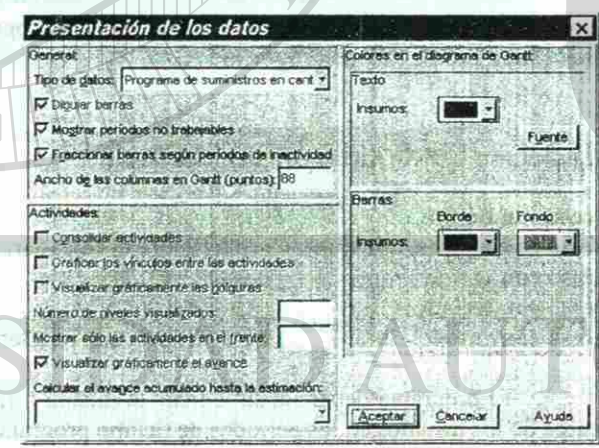 Presentación de los datos
General:
Tipo de datos: Programa de suministros en cant
Dibujar barras
Mostrar periodos no trabajables
Fraccionar barras según periodos de inactividad
Ancho de las columnas en Gantt (puntos): 88
Actividades:
Consolidar actividades
Graficar los vínculos entre las actividades
Visualizar gráficamente las holguras
Número de niveles visualizados:
Mostrar sólo las actividades en el frente:
Visualizar gráficamente el avance
Calcular el avance acumulado hasta la estimación:
Colores en el diagrama de Gantt:
Texto
Insumos:
Fuente
Barras
Borde Fondo
Insumos:
Aceptar Cancelar Ayuda